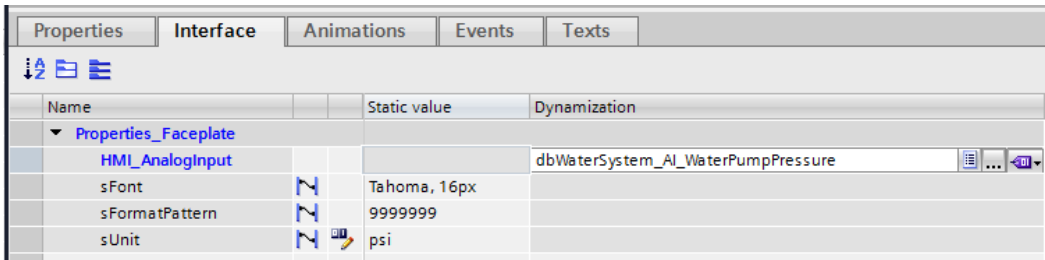 Properties Interface Animations Events Texts
Name Static value Dynamization
Properties_Faceplate
HMI_AnalogInput dbWaterSystem_AI_WaterPumpPressure ...
sFont Tahoma, 16px
sFormatPattern 9999999
sUnit psi